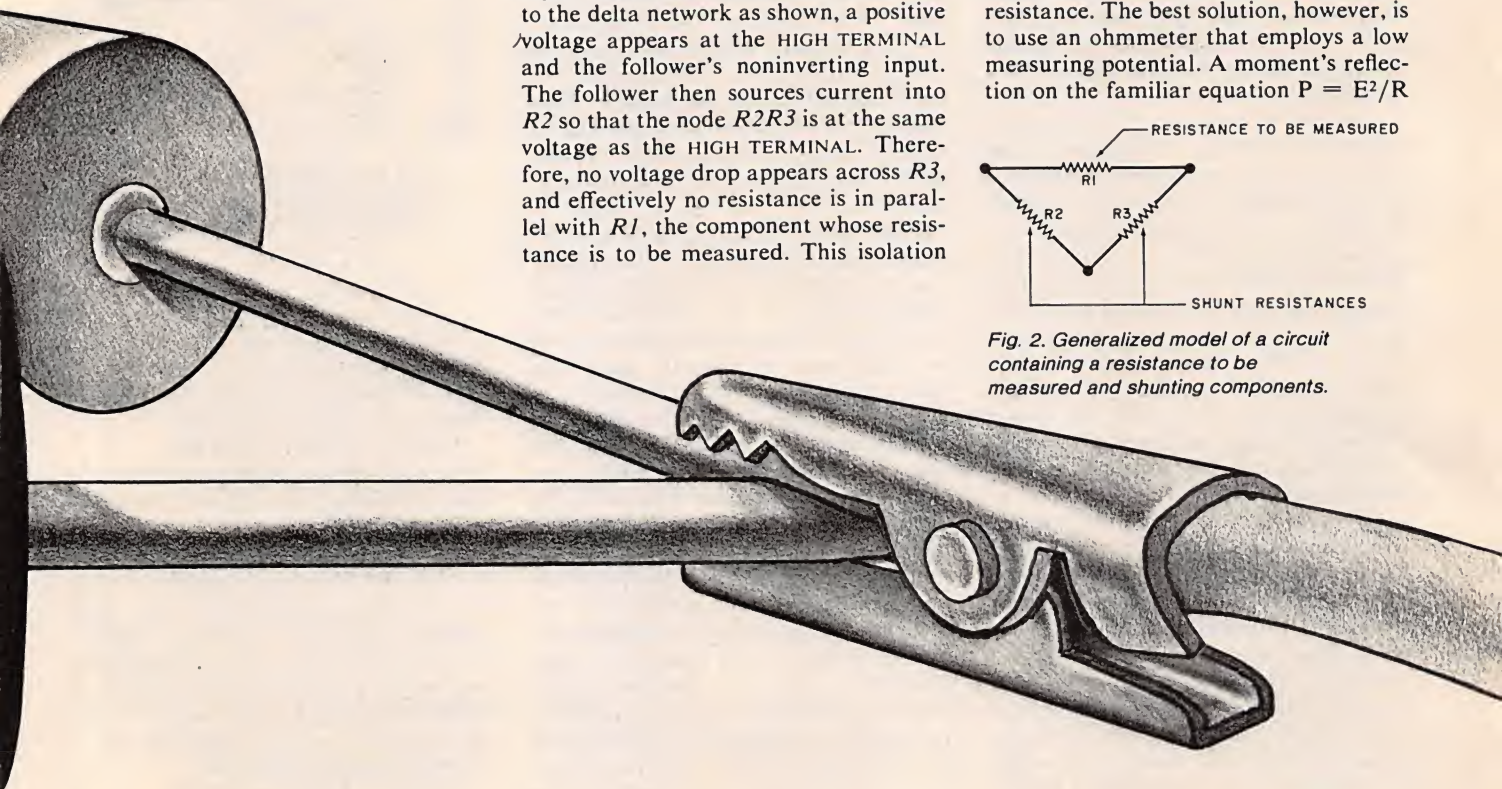 to the delta network as shown, a positive
voltage appears at the HIGH TERMINAL
and the follower's noninverting input.
The follower then sources current into
R2 so that the node R2R3 is at the same
voltage as the HIGH TERMINAL. There-
fore, no voltage drop appears across R3,
and effectively no resistance is in paral-
lel with R1, the component whose resis-
tance is to be measured. This isolation
resistance. The best solution, however, is
to use an ohmmeter that employs a low
measuring potential. A moment's reflec-
tion on the familiar equation P = E²/R
RESISTANCE TO BE MEASURED
R1
R2
R3
SHUNT RESISTANCES
Fig. 2. Generalized model of a circuit
containing a resistance to be
measured and shunting components.